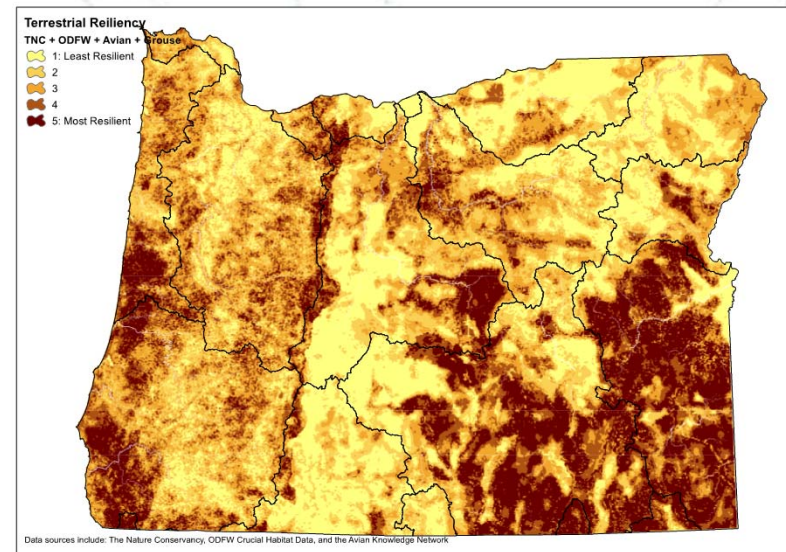 Terrestrial Reiliency
TNC + ODFW + Avian + Grouse
1: Least Resilient
2
3
4
5: Most Resilient
Data sources include: The Nature Conservancy, ODFW Crucial Habitat Data, and the Avian Knowledge Network